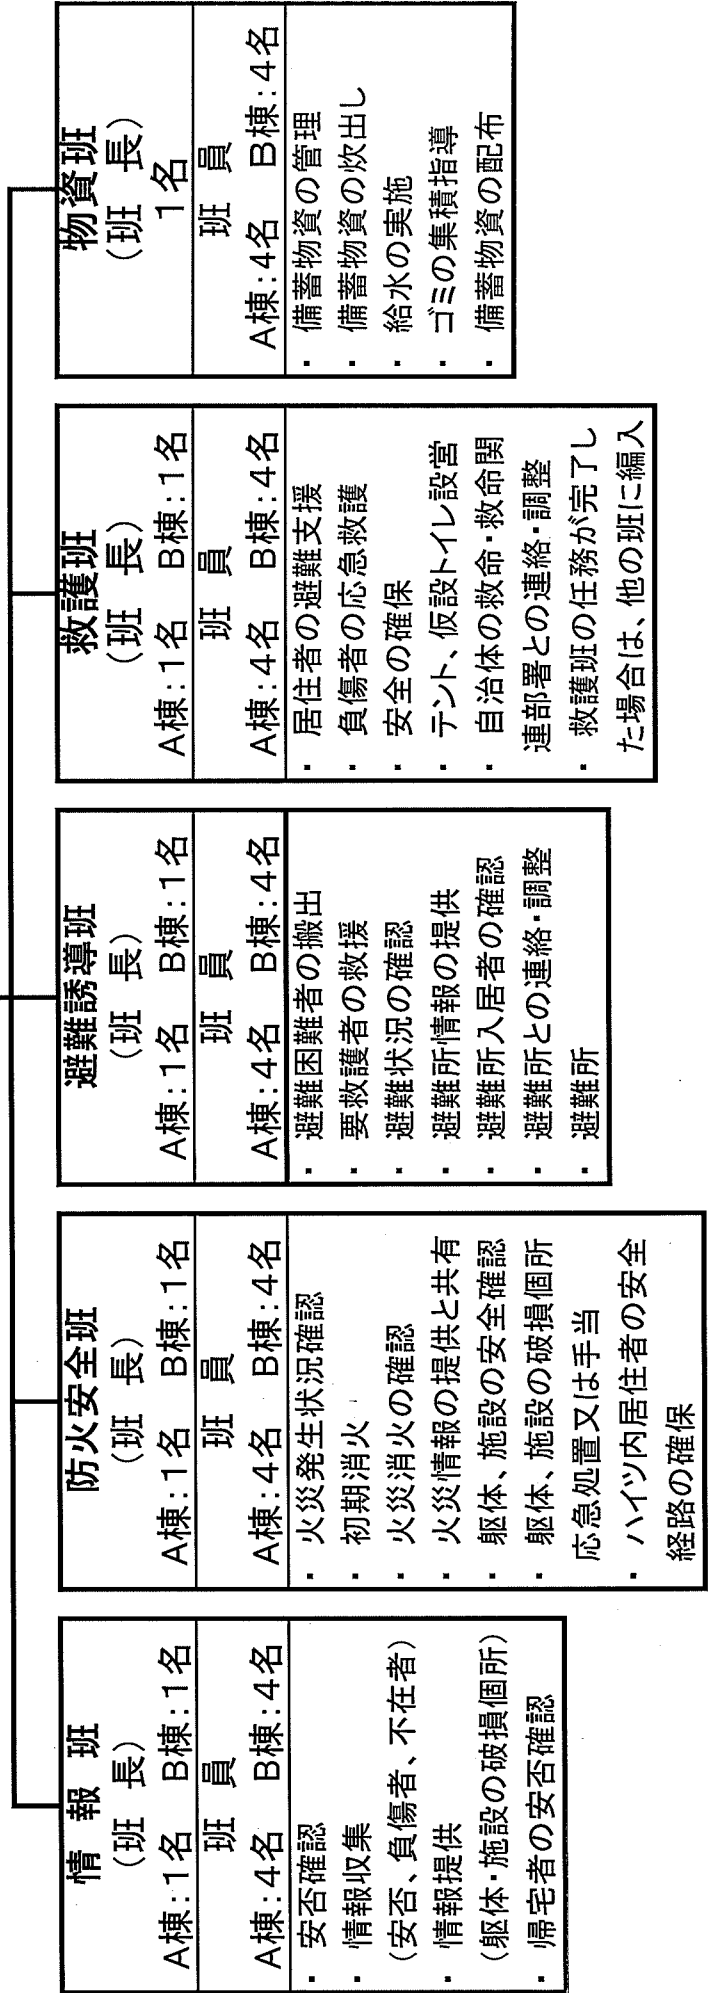 情 報 班
（班 長）
A棟：1名 B棟：1名
班 員
A棟：4名 B棟：4名
・ 安否確認
・ 情報収集
（安否、負傷者、不在者）
・ 情報提供
（躯体・施設の破損個所）
・ 帰宅者の安否確認
防火安全班
（班 長）
A棟：1名 B棟：1名
班 員
A棟：4名 B棟：4名
・ 火災発生状況確認
・ 初期消火
・ 火災消火の確認
・ 火災情報の提供と共有
・ 躯体、施設の安全確認
・ 躯体、施設の破損個所
応急処置又は手当
・ ハイツ内居住者の安全
経路の確保
避難誘導班
（班 長）
A棟：1名 B棟：1名
班 員
A棟：4名 B棟：4名
・ 避難困難者の搬出
・ 要救護者の救援
・ 避難状況の確認
・ 避難所情報の提供
・ 避難所入居者の確認
・ 避難所との連絡・調整
・ 避難所
救護班
（班 長）
A棟：1名 B棟：1名
班 員
A棟：4名 B棟：4名
・ 居住者の避難支援
・ 負傷者の応急救護
・ 安全の確保
・ テント、仮設トイレ設営
・ 自治体の救命・救命関
連部署との連絡・調整
・ 救護班の任務が完了し
た場合は、他の班に編入
物資班
（班 長）
1名
班 員
A棟：4名 B棟：4名
・ 備蓄物資の管理
・ 備蓄物資の炊出し
・ 給水の実施
・ ゴミの集積指導
・ 備蓄物資の配布